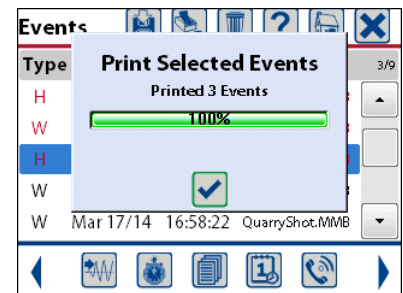 Events
Type 3/9
Print Selected Events
Printed 3 Events
100%
H
W
H
W
W Mar 17/14 16:58:22 QuarryShot.MMB